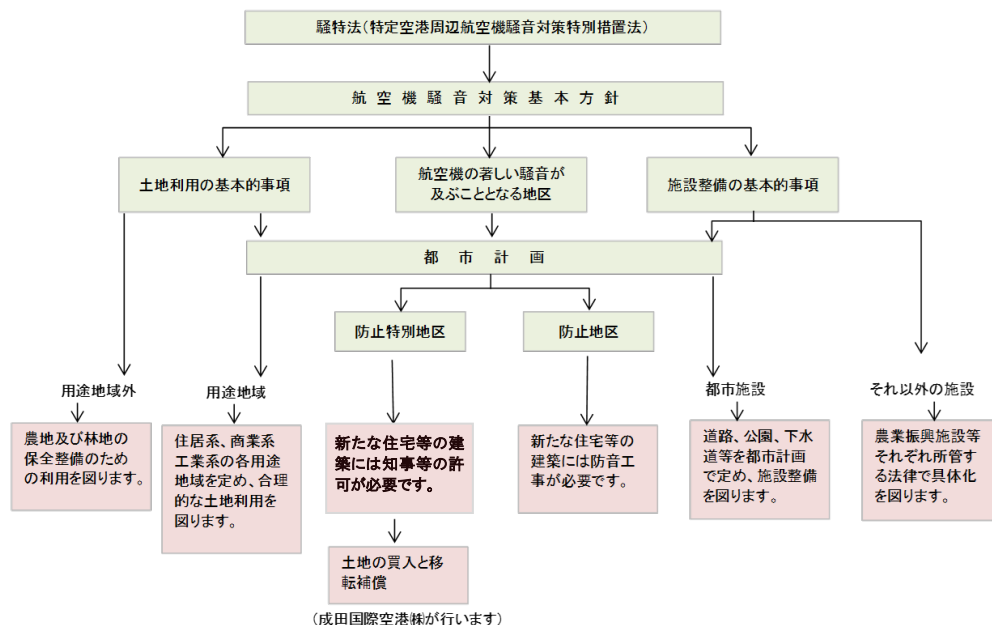 騒特法(特定空港周辺航空機騒音対策特別措置法)
航空機騒音対策基本方針
土地利用の基本的事項
航空機の著しい騒音が
及ぶこととなる地区
施設整備の基本的事項
都市計画
防止特別地区
防止地区
用途地域外
用途地域
都市施設
それ以外の施設
農地及び林地の
保全整備のため
の利用を図ります。
住居系、商業系
工業系の各用途
地域を定め、合理
的な土地利用を
図ります。
新たな住宅等の建
築には知事等の許
可が必要です。
新たな住宅等の
建築には防音工
事が必要です。
道路、公園、下水
道等を都市計画
で定め、施設整備
を図ります。
農業振興施設等
それぞれ所管す
る法律で具体化
を図ります。
土地の買入と移
転補償
(成田国際空港㈱が行います)